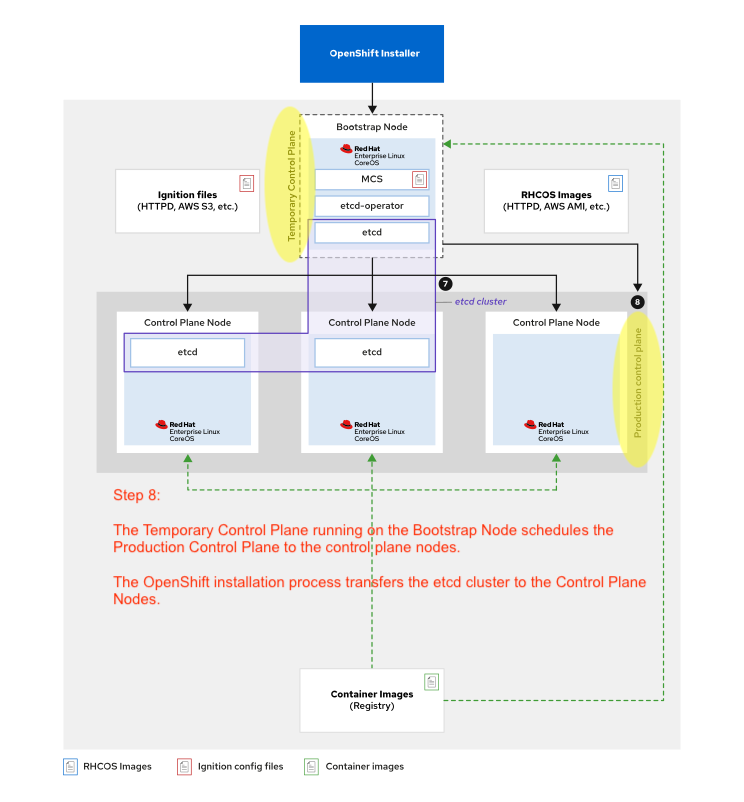 OpenShift Installer
Bootstrap Node
Temporary Control Plane
Red Hat
Enterprise Linux
CoreOS
MCS
etcd-operator
etcd
Ignition files
(HTTPD, AWS S3, etc.)
RHCOS Images
(HTTPD, AWS AMI, etc.)
7
etcd cluster
8
Control Plane Node
Control Plane Node
Control Plane Node
etcd
etcd
Production control plane
Red Hat
Enterprise Linux
CoreOS
Red Hat
Enterprise Linux
CoreOS
Red Hat
Enterprise Linux
CoreOS
Step 8:
The Temporary Control Plane running on the Bootstrap Node schedules the
Production Control Plane to the control plane nodes.
The OpenShift installation process transfers the etcd cluster to the Control Plane
Nodes.
Container Images
(Registry)
RHCOS Images
Ignition config files
Container images